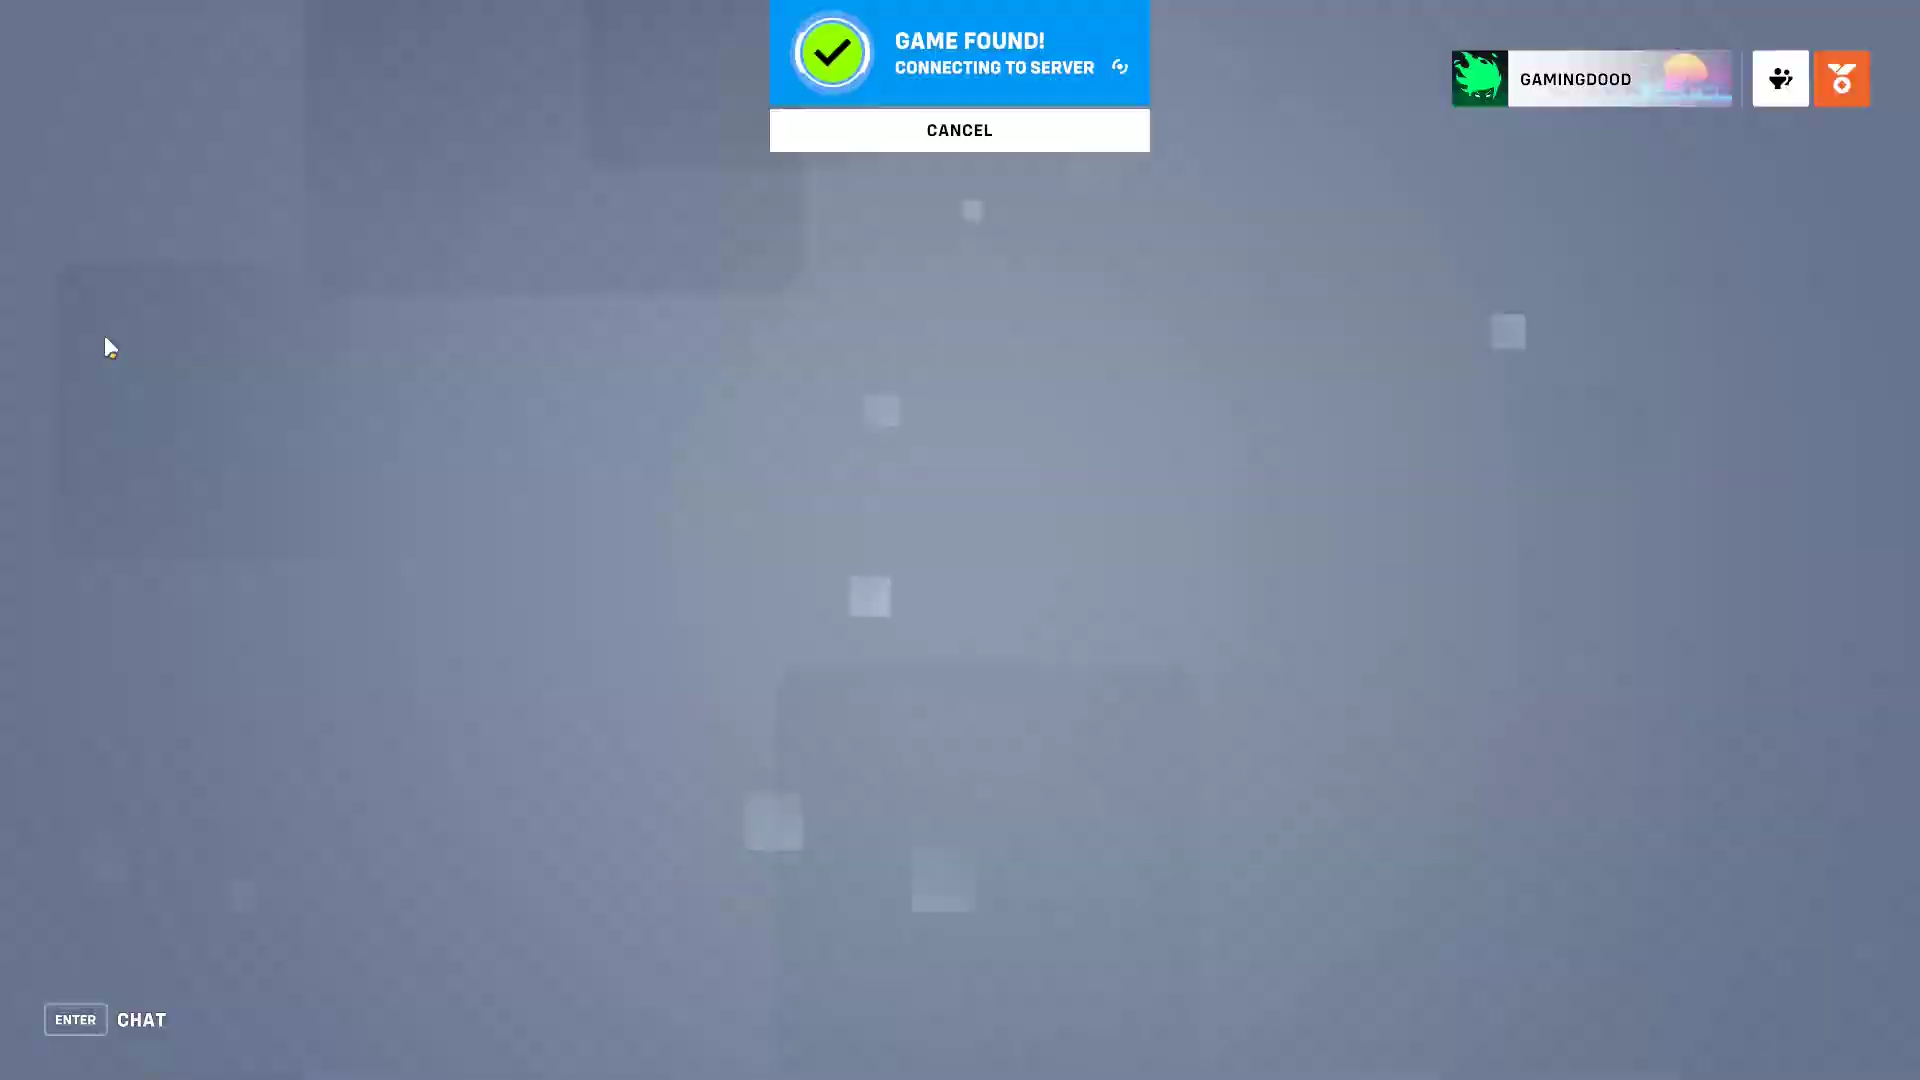 GAME FOUND!
CONNECTING TO SERVER
CANCEL
GAMINGDOOD
ENTER CHAT